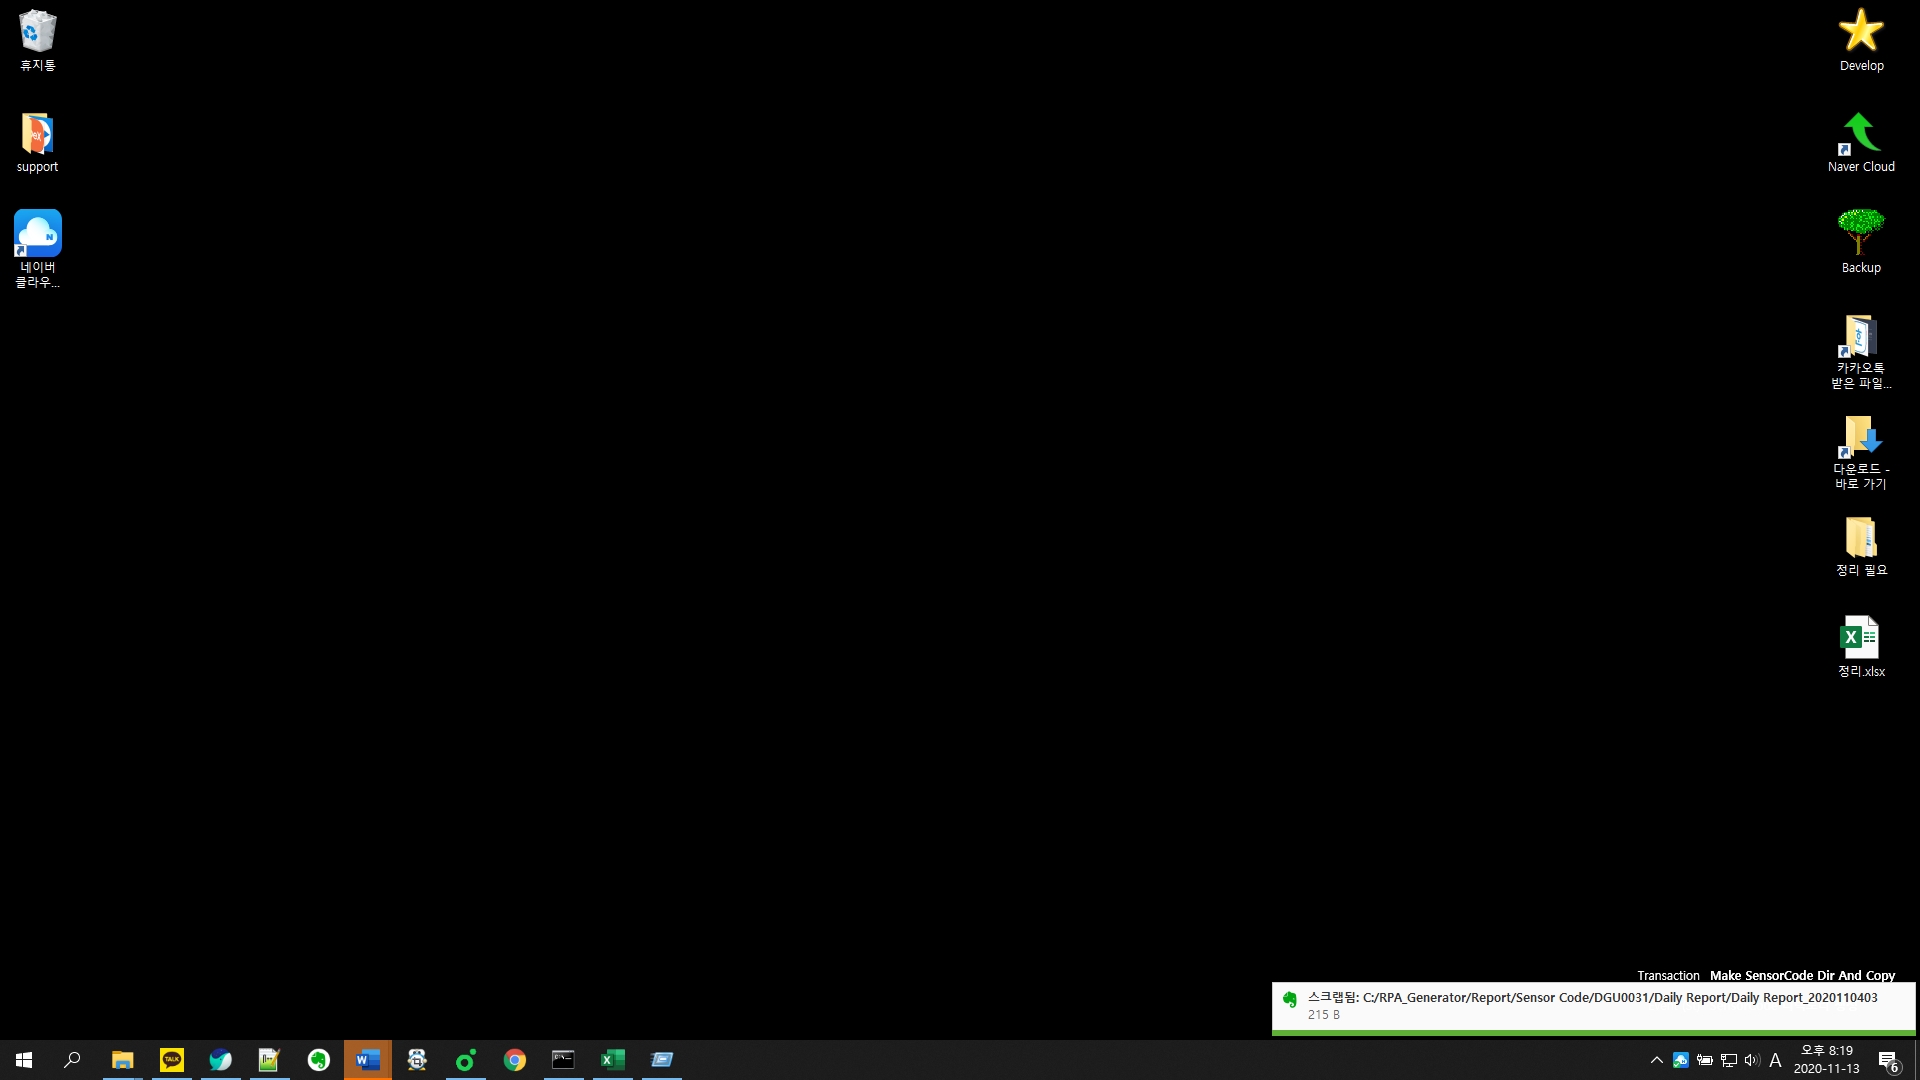 휴지통
support
네이버
클라우...
Develop
Naver Cloud
Backup
카카오톡
받은 파일...
다운로드 -
바로 가기
정리 필요
정리.xlsx
Transaction Make SensorCode Dir And Copy
스크랩됨: C:/RPA_Generator/Report/Sensor Code/DGU0031/Daily Report/Daily Report_2020110403
215 B
TALK
A
오후 8:19
2020-11-13
6